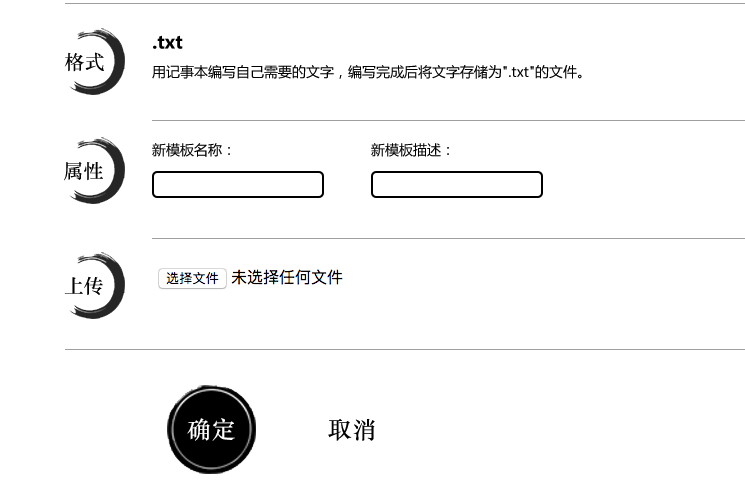 .txt
格式
用记事本编写自己需要的文字，编写完成后将文字存储为".txt"的文件。
新模板名称：
新模板描述：
属性
上传
选择文件 未选择任何文件
确定
取消